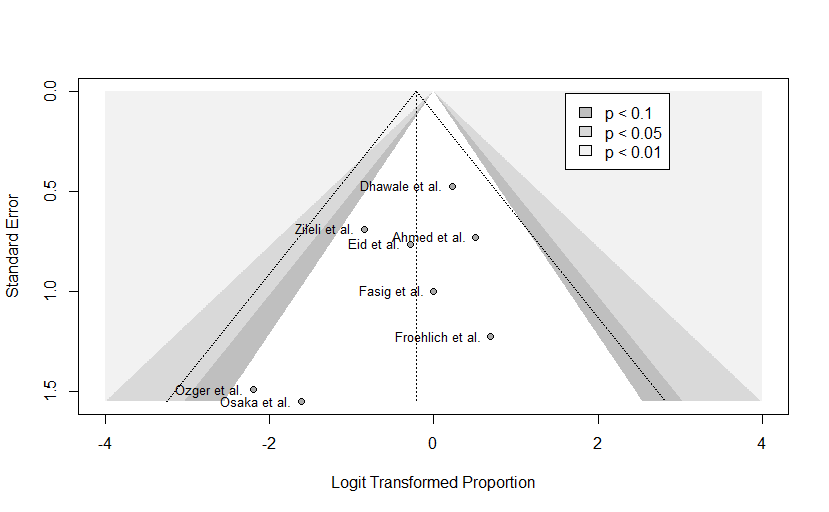 0.0
0.5
1.0
1.5
Standard Error
p < 0.1
p < 0.05
p < 0.01
Dhawale et al.
Zileli et al.
Ahmed et al.
Eid et al.
Fasig et al.
Froehlich et al.
Ozger et al.
Osaka et al.
-4
-2
0
2
4
Logit Transformed Proportion